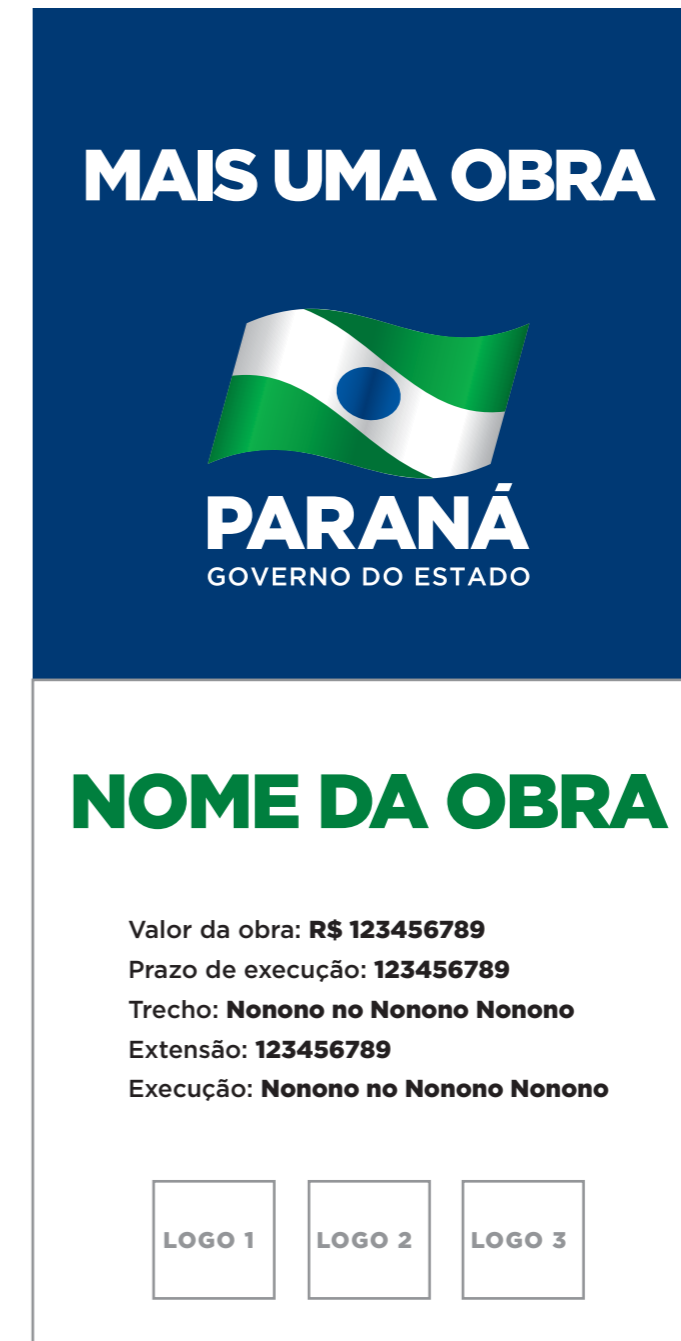 MAIS UMA OBRA
PARANÁ
GOVERNO DO ESTADO
NOME DA OBRA
Valor da obra: R$ 123456789
Prazo de execução: 123456789
Trecho: Nonono no Nonono Nonono
Extensão: 123456789
Execução: Nonono no Nonono Nonono
LOGO 1 LOGO 2 LOGO 3